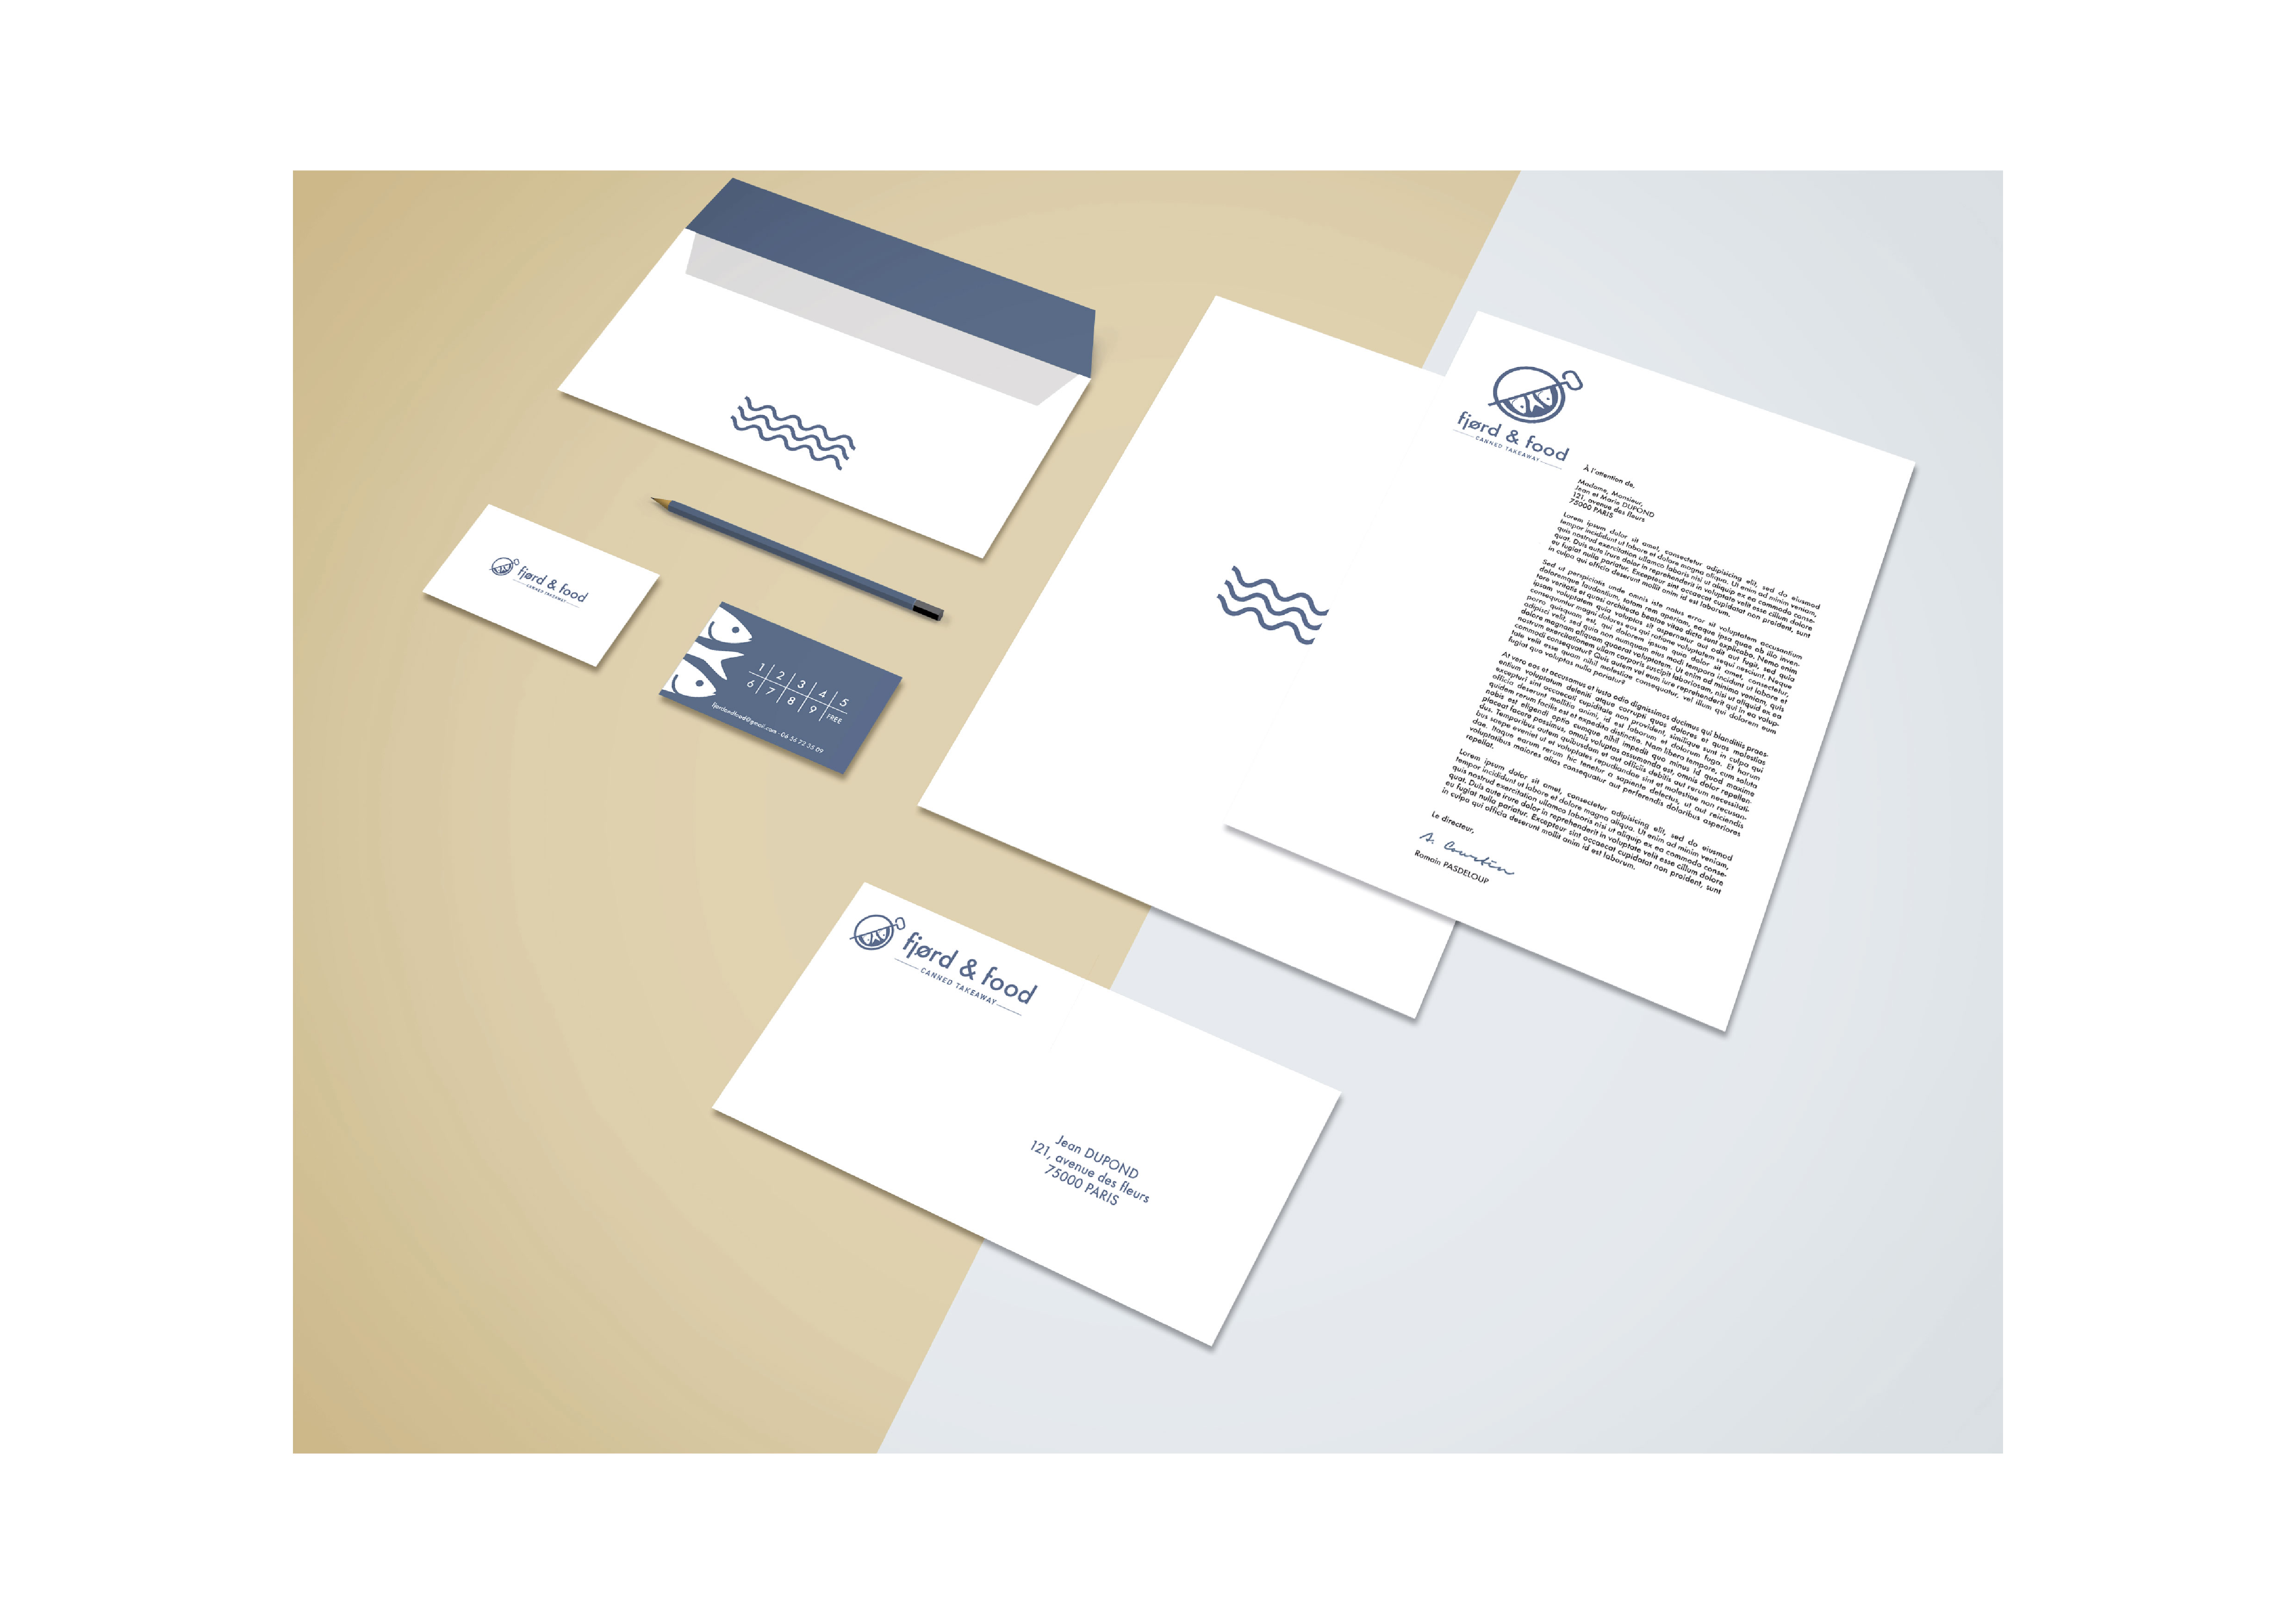 fjørd & food
CANNED TAKEAWAY
1 2 3 4 5
6 7 8 9 FREE
fjordandfood@gmail.com - 06 56 72 35 09
fjørd & food
CANNED TAKEAWAY
À l'attention de,
Madame, Monsieur,
Jean et Marie DUPOND
121, avenue des fleurs
75000 PARIS
Lorem ipsum dolor sit amet, consectetur adipisicing elit, sed do eiusmod
tempor incididunt ut labore et dolore magna aliqua. Ut enim ad minim veniam,
quis nostrud exercitation ullamco laboris nisi ut aliquip ex ea commodo conse-
quat. Duis aute irure dolor in reprehenderit in voluptate velit esse cillum dolore
eu fugiat nulla pariatur. Excepteur sint occaecat cupidatat non proident, sunt
in culpa qui officia deserunt mollit anim id est laborum.
Sed ut perspiciatis unde omnis iste natus error sit voluptatem accusantium
doloremque laudantium, totam rem aperiam, eaque ipsa quae ab illo inven-
tore veritatis et quasi architecto beatae vitae dicta sunt explicabo. Nemo enim
ipsam voluptatem quia voluptas sit aspernatur aut odit aut fugit, sed quia
consequuntur magni dolores eos qui ratione voluptatem sequi nesciunt. Neque
porro quisquam est, qui dolorem ipsum quia dolor sit amet, consectetur,
adipisci velit, sed quia non numquam eius modi tempora incidunt ut labore et
dolore magnam aliquam quaerat voluptatem. Ut enim ad minima veniam, quis
nostrum exercitationem ullam corporis suscipit laboriosam, nisi ut aliquid ex ea
commodi consequatur? Quis autem vel eum iure reprehenderit qui in ea volup-
tate velit esse quam nihil molestiae consequatur, vel illum qui dolorem eum
fugiat quo voluptas nulla pariatur?
At vero eos et accusamus et iusto odio dignissimos ducimus qui blanditiis praes-
entium voluptatum deleniti atque corrupti quos dolores et quas molestias
excepturi sint occaecati cupiditate non provident, similique sunt in culpa qui
officia deserunt mollitia animi, id est laborum et dolorum fuga. Et harum
quidem rerum facilis est et expedita distinctio. Nam libero tempore, cum soluta
nobis est eligendi optio cumque nihil impedit quo minus id quod maxime
placeat facere possimus, omnis voluptas assumenda est, omnis dolor repellen-
dus. Temporibus autem quibusdam et aut officiis debitis aut rerum necessitati-
bus saepe eveniet ut et voluptates repudiandae sint et molestiae non recusan-
dae. Itaque earum rerum hic tenetur a sapiente delectus, ut aut reiciendis
voluptatibus maiores alias consequatur aut perferendis doloribus asperiores
repellat.
Lorem ipsum dolor sit amet, consectetur adipisicing elit, sed do eiusmod
tempor incididunt ut labore et dolore magna aliqua. Ut enim ad minim veniam,
quis nostrud exercitation ullamco laboris nisi ut aliquip ex ea commodo conse-
quat. Duis aute irure dolor in reprehenderit in voluptate velit esse cillum dolore
eu fugiat nulla pariatur. Excepteur sint occaecat cupidatat non proident, sunt
in culpa qui officia deserunt mollit anim id est laborum.
Le directeur,
A. Courtin
Romain PASDELOUP
fjørd & food
CANNED TAKEAWAY
Jean DUPOND
121, avenue des fleurs
75000 PARIS